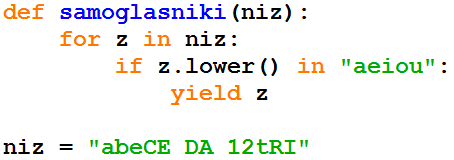 def samoglasniki(niz):
    for z in niz:
        if z.lower() in "aeiou":
            yield z

niz = "abeCE DA 12tRI"